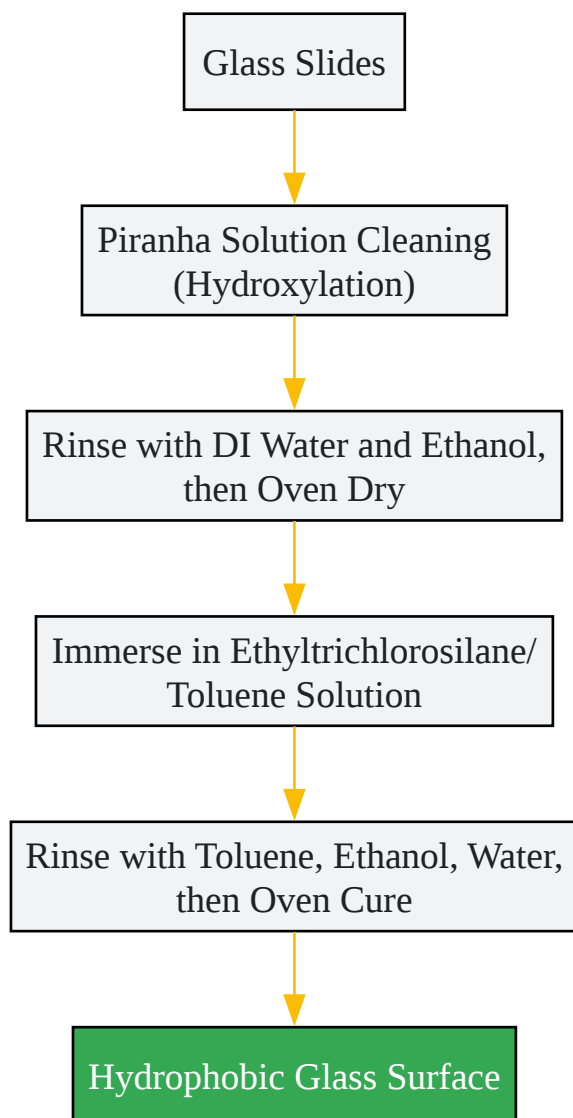 Glass Slides
Piranha Solution Cleaning
(Hydroxylation)
Rinse with DI Water and Ethanol,
then Oven Dry
Immerse in Ethyltrichlorosilane/
Toluene Solution
Rinse with Toluene, Ethanol, Water,
then Oven Cure
Hydrophobic Glass Surface